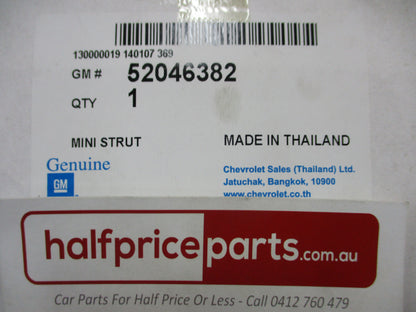 130000019 140107 369
GM # 52046382
QTY 1
MINI STRUT MADE IN THAILAND
Genuine
GM
Chevrolet Sales (Thailand) Ltd.
Jatuchak, Bangkok, 10900
www.chevrolet.co.th
halfpriceparts.com.au
Car Parts For Half Price Or Less - Call 0412 760 479